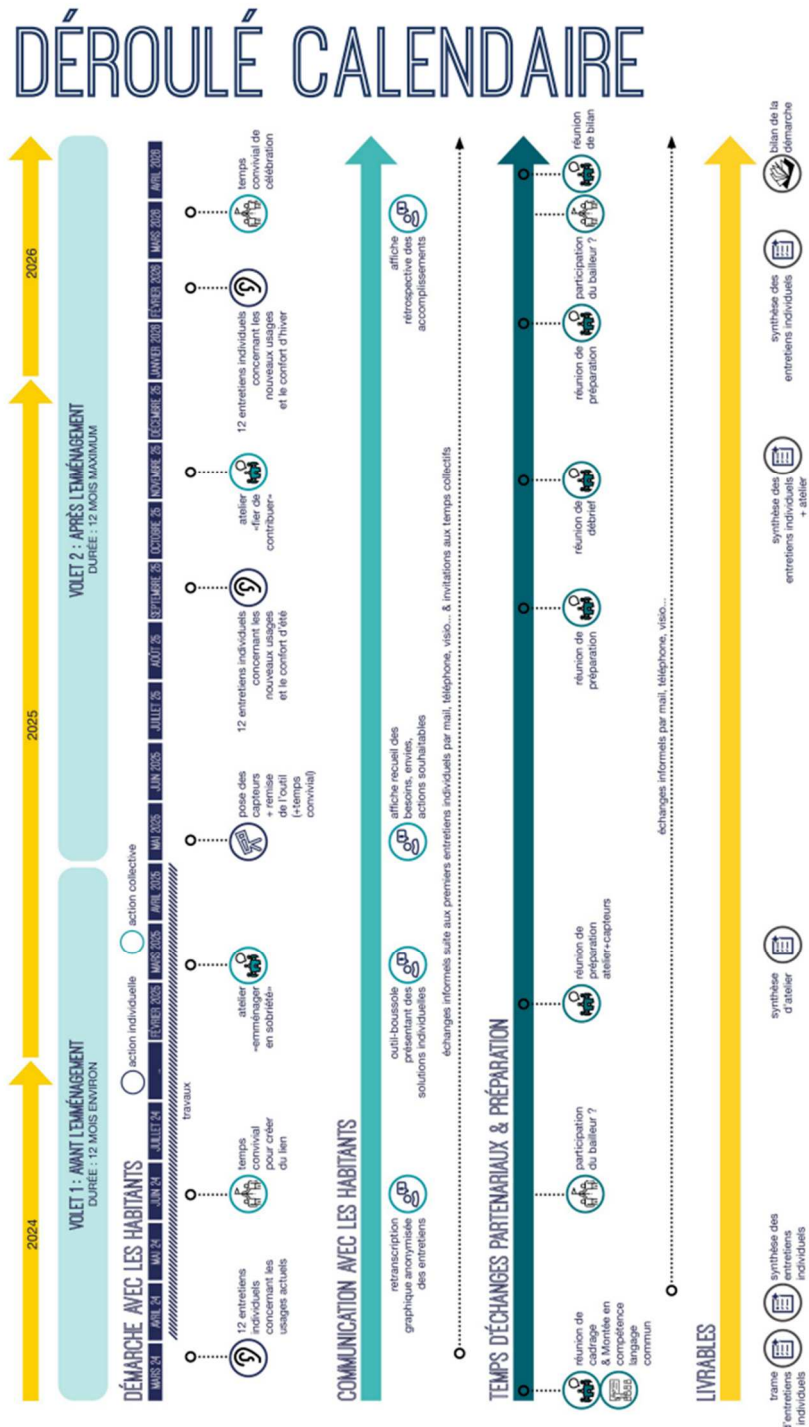 DÉROULÉ CALENDAIRE
2024
2025
2026
VOLET 1 : AVANT L'EMMÉNAGEMENT
DURÉE : 12 MOIS ENVIRON
VOLET 2 : APRÈS L'EMMÉNAGEMENT
DURÉE : 12 MOIS MAXIMUM
DÉMARCHE AVEC LES HABITANTS
action individuelle
action collective
MARS 24
AVRIL 24
MAI 24
JUIN 24
JUILLET 24
...
FÉVRIER 2025
MARS 2025
AVRIL 2025
MAI 2025
JUIN 2025
JUILLET 25
AOÛT 25
SEPTEMBRE 25
OCTOBRE 25
NOVEMBRE 25
DÉCEMBRE 25
JANVIER 2026
FÉVRIER 2026
MARS 2026
AVRIL 2026
travaux
12 entretiens
individuels
concernant les
usages actuels
temps
convivial
pour créer
du lien
atelier
«emménager
en sobriété»
pose des
capteurs
+ remise
de l'outil
(+temps
convivial)
12 entretiens individuels
concernant les
nouveaux usages
et le confort d'été
atelier
«fier de
contribuer»
12 entretiens individuels
concernant les
nouveaux usages
et le confort d'hiver
temps
convivial de
célébration
COMMUNICATION AVEC LES HABITANTS
retranscription
graphique anonymisée
des entretiens
outil-boussole
présentant des
solutions individuelles
affiche recueil des
besoins, envies,
actions souhaitables
affiche
rétrospective des
accomplissements
échanges informels suite aux premiers entretiens individuels par mail, téléphone, visio... & invitations aux temps collectifs
TEMPS D'ÉCHANGES PARTENARIAUX & PRÉPARATION
réunion de
cadrage
& Montée en
compétence
langage
commun
participation
du bailleur ?
réunion de
préparation
atelier+capteurs
réunion de
préparation
réunion de
débrief
réunion de
préparation
participation
du bailleur ?
réunion
de bilan
échanges informels par mail, téléphone, visio...
LIVRABLES
trame
d'entretiens
individuels
synthèse des
entretiens
individuels
synthèse
d'atelier
synthèse des
entretiens individuels
+ atelier
synthèse des
entretiens individuels
bilan de la
démarche